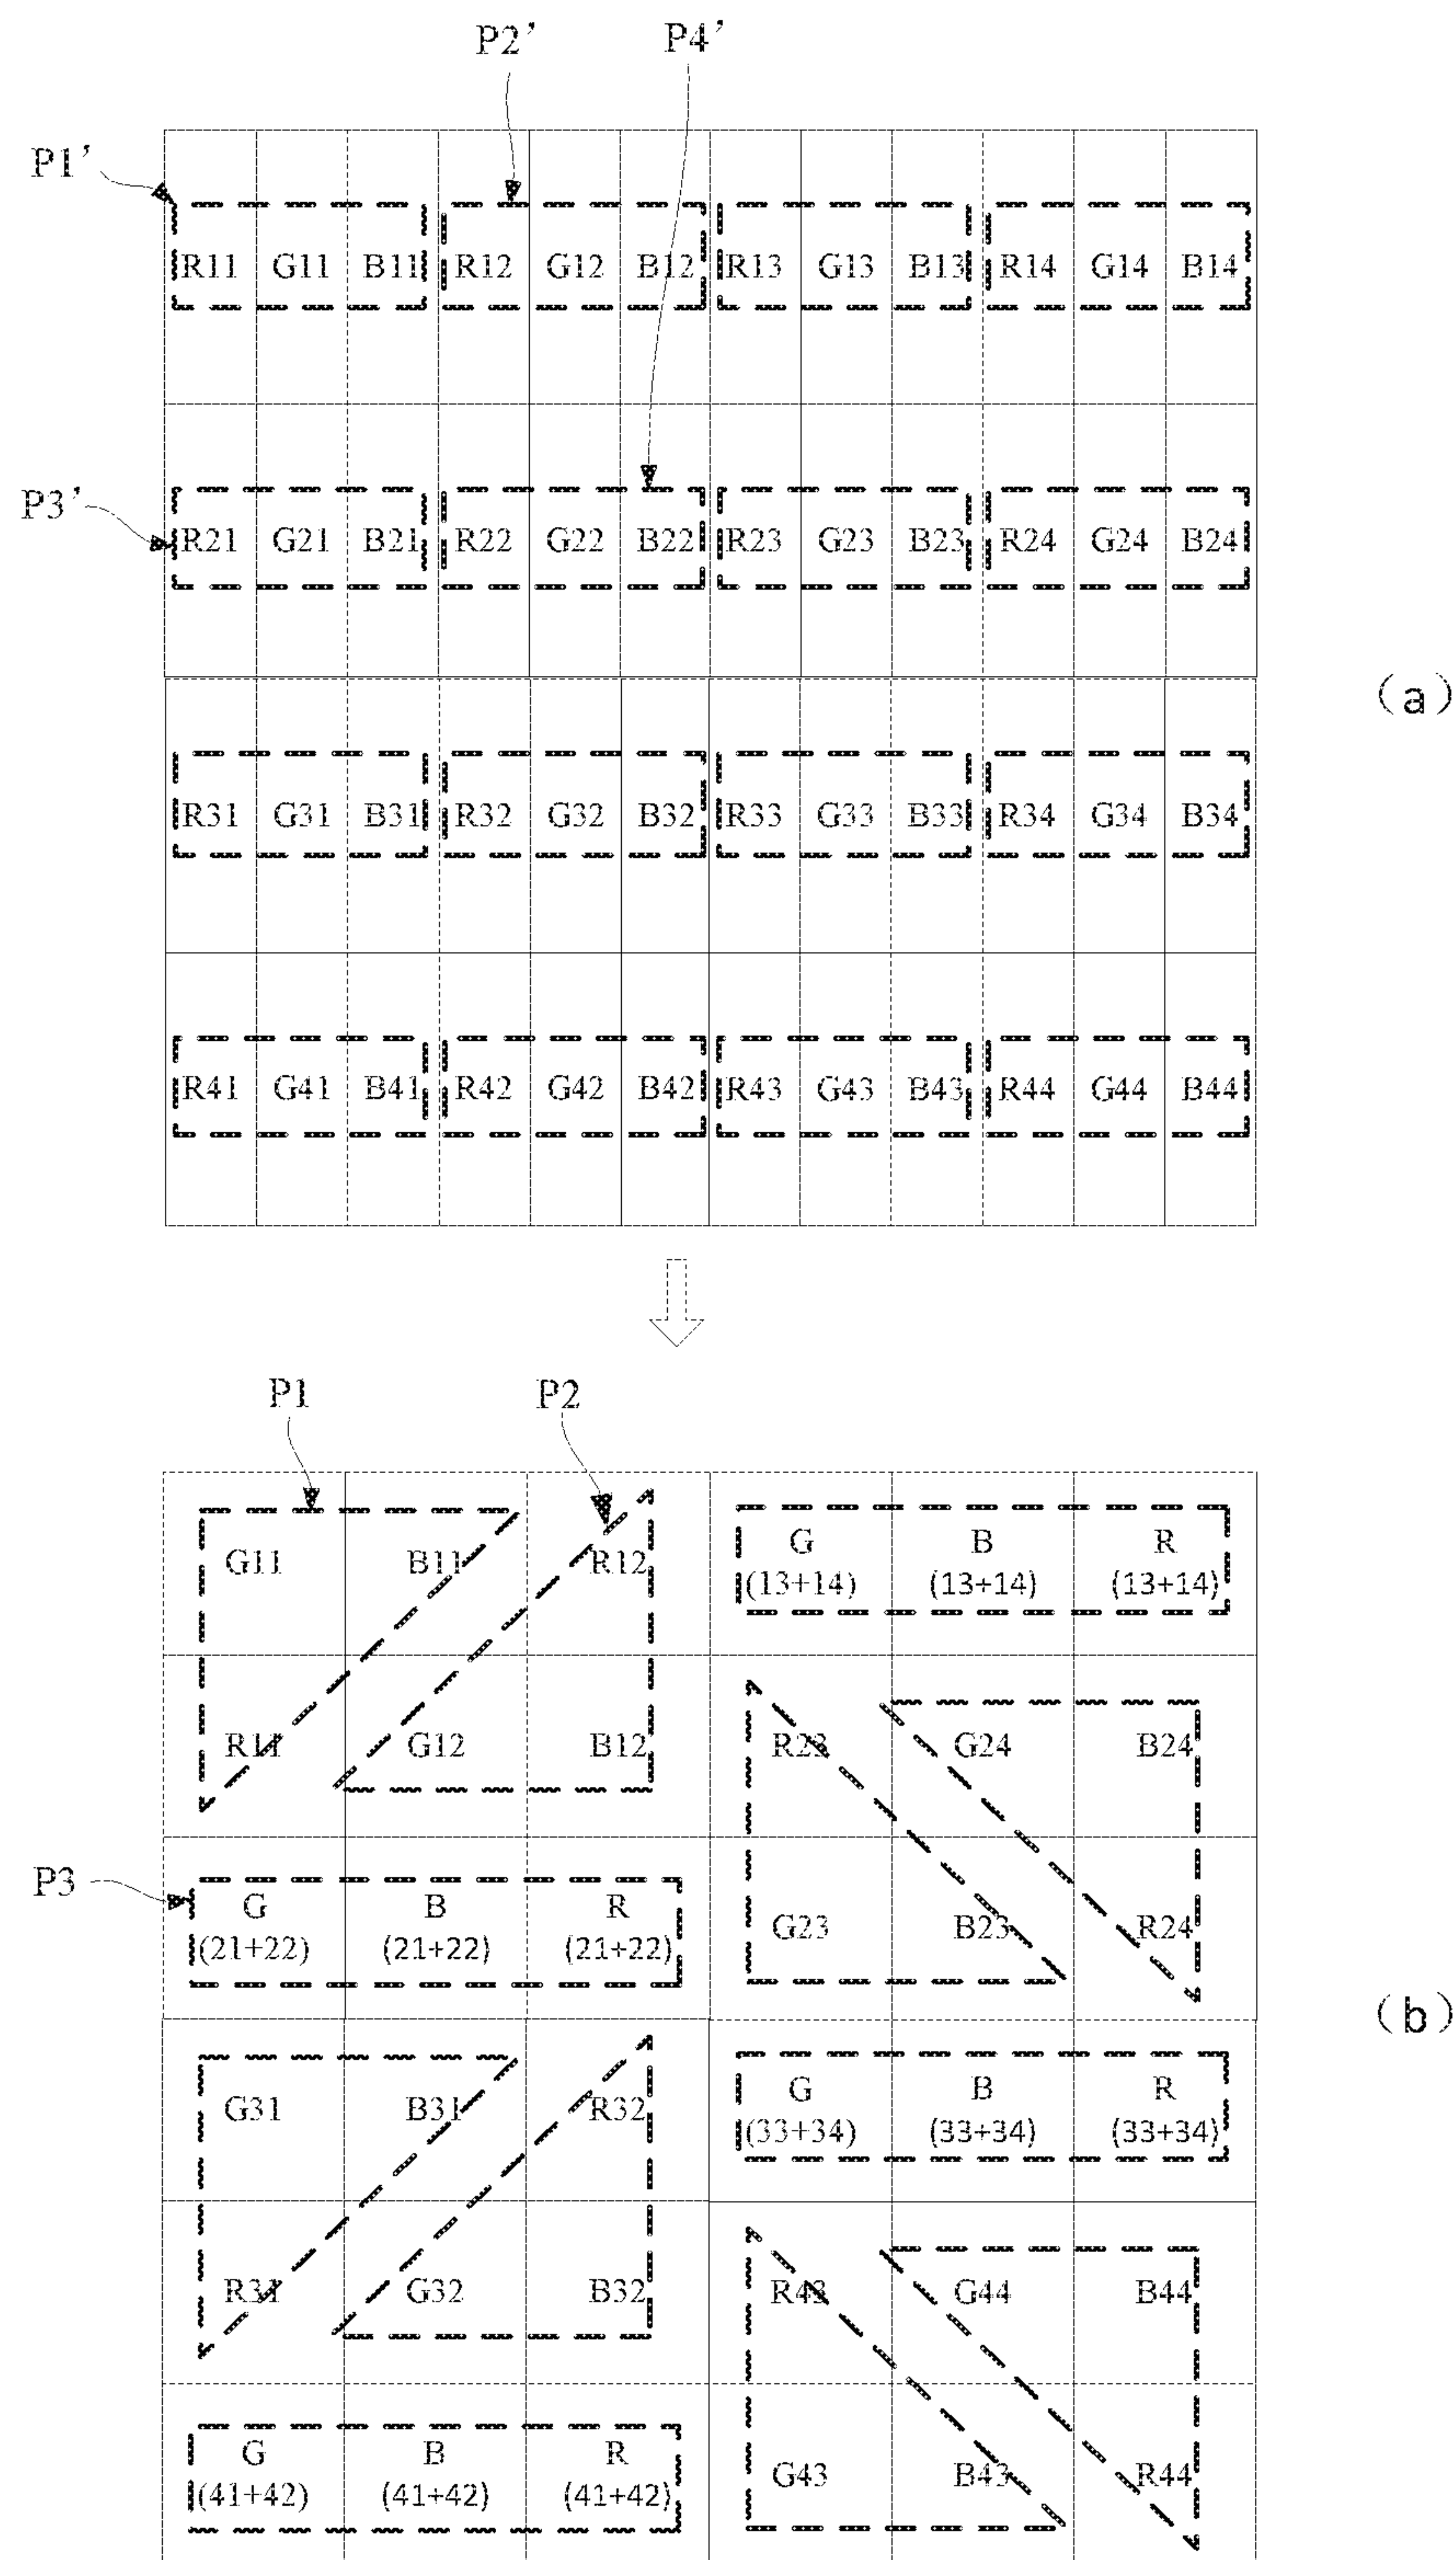 P2’ P4’
P1’
R11 G11 B11 R12 G12 B12 R13 G13 B13 R14 G14 B14
P3’
R21 G21 B21 R22 G22 B22 R23 G23 B23 R24 G24 B24
(a)
R31 G31 B31 R32 G32 B32 R33 G33 B33 R34 G34 B34
R41 G41 B41 R42 G42 B42 R43 G43 B43 R44 G44 B44
P1 P2
G11 B11 R12 G B R
(13+14) (13+14) (13+14)
R11 G12 B12 R23 G24 B24
P3
G B R G23 B23 R24
(21+22) (21+22) (21+22)
(b)
G31 B31 R32 G B R
(33+34) (33+34) (33+34)
R31 G32 B32 R43 G44 B44
G B R G43 B43 R44
(41+42) (41+42) (41+42)